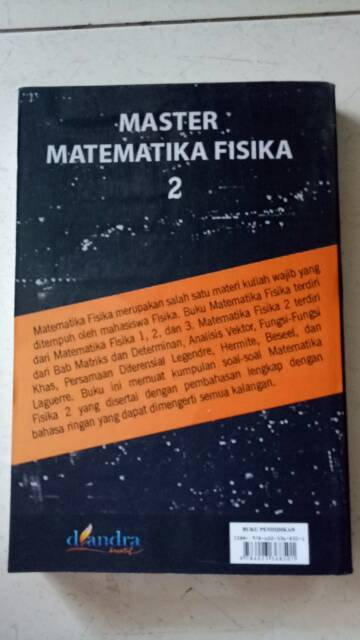 MASTER
MATEMATIKA FISIKA
2
Matematika Fisika merupakan salah satu materi kuliah wajib yang
ditempuh oleh mahasiswa Fisika. Buku Matematika Fisika terdiri
dari Matematika Fisika 1, 2, dan 3. Matematika Fisika 2 terdiri
dari Bab Matriks dan Determinan, Analisis Vektor, Fungsi-Fungsi
Khas, Persamaan Diferensial Legendre, Hermite, Beseel, dan
Laguerre. Buku ini memuat kumpulan soal-soal Matematika
Fisika 2 yang disertai dengan pembahasan lengkap dengan
bahasa ringan yang dapat dimengerti semua kalangan.
diandra
kreatif
BUKU PENDIDIKAN
ISBN: